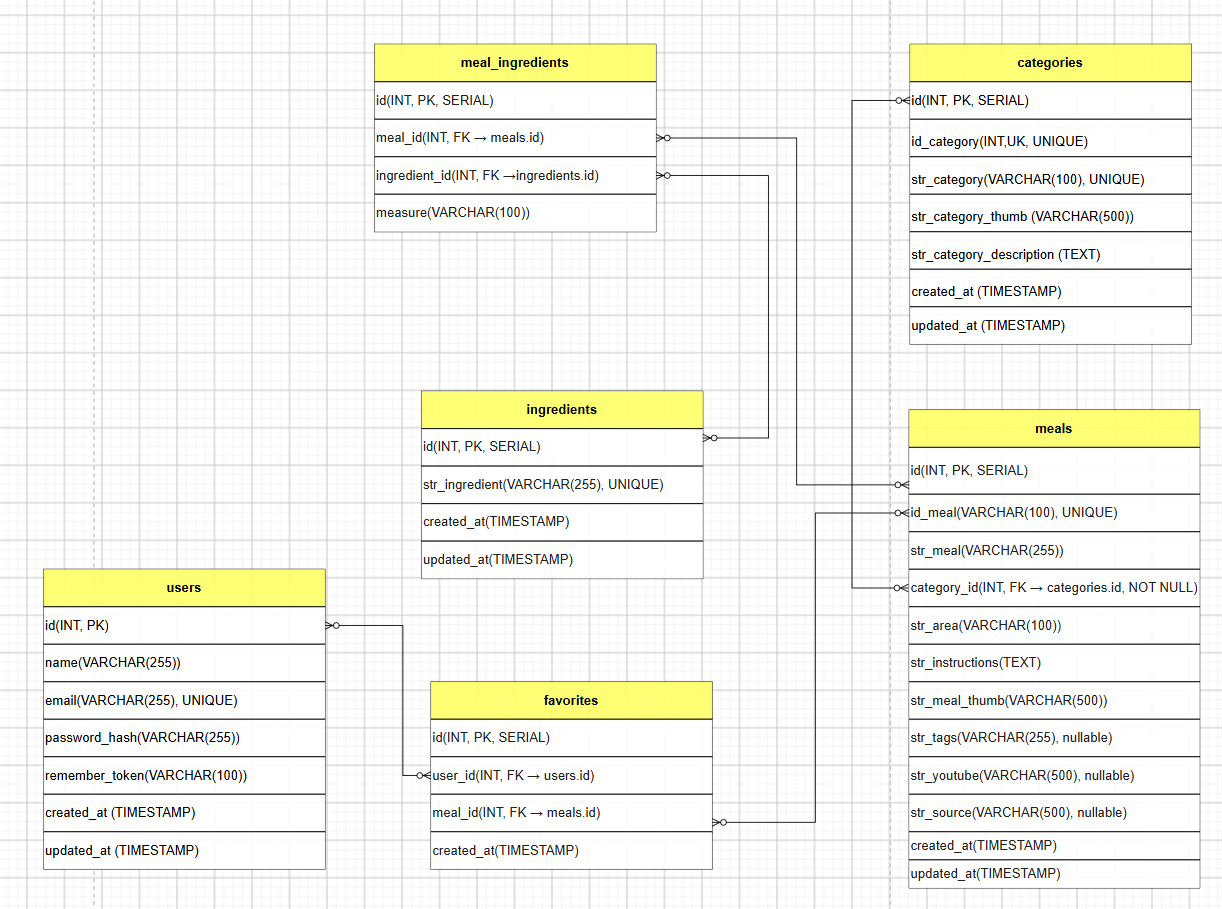 meal_ingredients
id(INT, PK, SERIAL)
meal_id(INT, FK → meals.id)
ingredient_id(INT, FK →ingredients.id)
measure(VARCHAR(100))
categories
id(INT, PK, SERIAL)
id_category(INT,UK, UNIQUE)
str_category(VARCHAR(100), UNIQUE)
str_category_thumb (VARCHAR(500))
str_category_description (TEXT)
created_at (TIMESTAMP)
updated_at (TIMESTAMP)
ingredients
id(INT, PK, SERIAL)
str_ingredient(VARCHAR(255), UNIQUE)
created_at(TIMESTAMP)
updated_at(TIMESTAMP)
meals
id(INT, PK, SERIAL)
id_meal(VARCHAR(100), UNIQUE)
str_meal(VARCHAR(255))
category_id(INT, FK → categories.id, NOT NULL)
str_area(VARCHAR(100))
str_instructions(TEXT)
str_meal_thumb(VARCHAR(500))
str_tags(VARCHAR(255), nullable)
str_youtube(VARCHAR(500), nullable)
str_source(VARCHAR(500), nullable)
created_at(TIMESTAMP)
updated_at(TIMESTAMP)
users
id(INT, PK)
name(VARCHAR(255))
email(VARCHAR(255), UNIQUE)
password_hash(VARCHAR(255))
remember_token(VARCHAR(100))
created_at (TIMESTAMP)
updated_at (TIMESTAMP)
favorites
id(INT, PK, SERIAL)
user_id(INT, FK → users.id)
meal_id(INT, FK → meals.id)
created_at(TIMESTAMP)